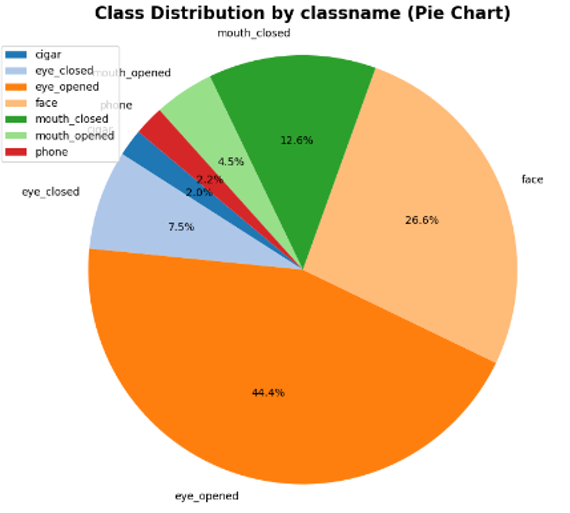 Class Distribution by classname (Pie Chart)
mouth_closed
cigar
eye_closed
eye_opened
face
mouth_closed
mouth_opened
phone
mouth_opened
phone
cigar
eye_closed
face
eye_opened
12.6%
4.5%
2.2%
2.0%
7.5%
26.6%
44.4%